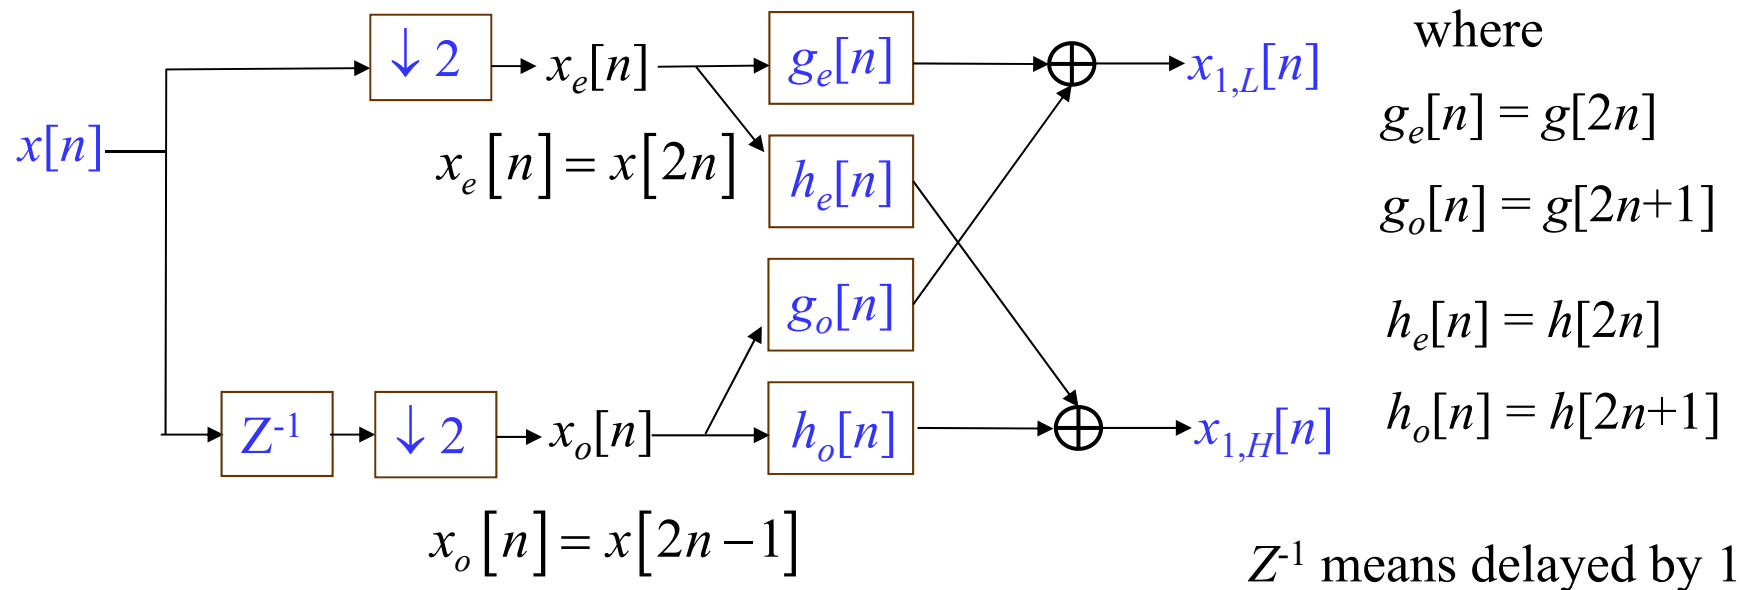 where
↓ 2
x_e[n]
g_e[n]
x_{1,L}[n]
g_e[n] = g[2n]
x[n]
x_e[n] = x[2n]
h_e[n]
g_o[n] = g[2n+1]
g_o[n]
h_e[n] = h[2n]
Z^{-1}
↓ 2
x_o[n]
h_o[n]
x_{1,H}[n]
h_o[n] = h[2n+1]
x_o[n] = x[2n − 1]
Z^{-1} means delayed by 1